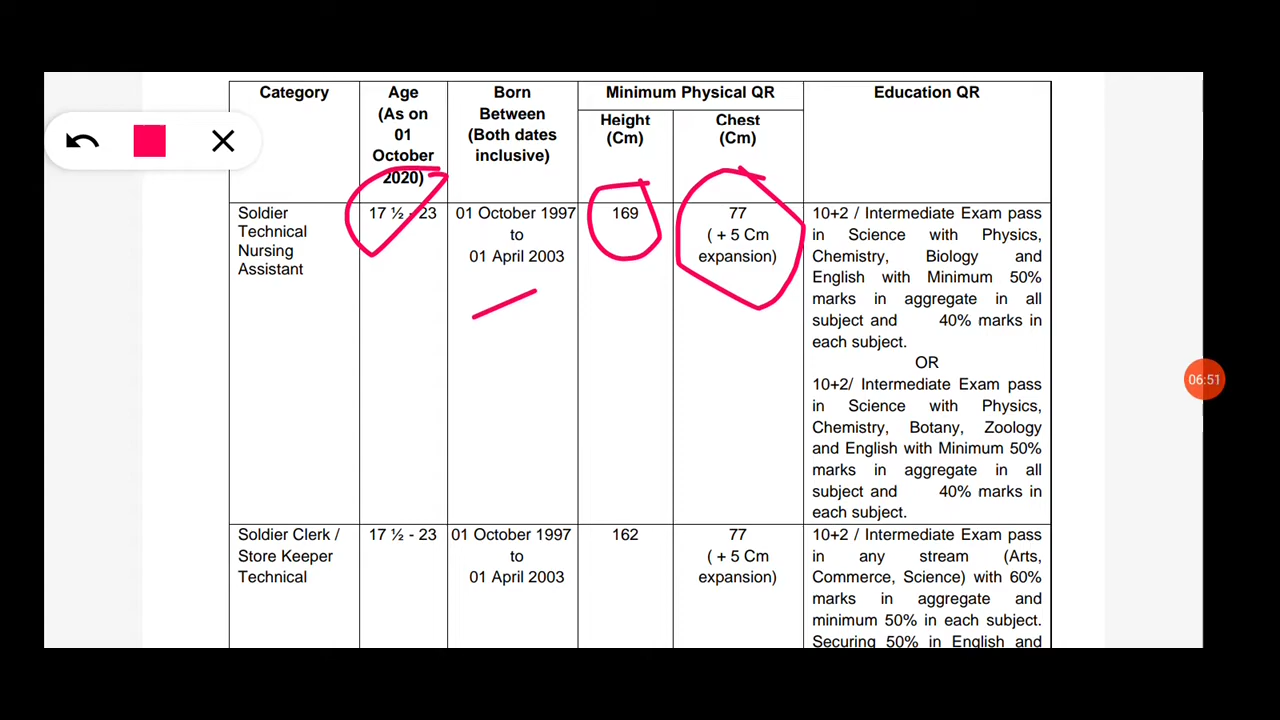 Category
Age
(As on
01
October
2020)
Born
Between
(Both dates
inclusive)
Minimum Physical QR
Height
(Cm)
Chest
(Cm)
Education QR
Soldier
Technical
Nursing
Assistant
17 ½ - 23
01 October 1997
to
01 April 2003
169
77
( + 5 Cm
expansion)
10+2 / Intermediate Exam pass
in Science with Physics,
Chemistry, Biology and
English with Minimum 50%
marks in aggregate in all
subject and 40% marks in
each subject.
OR
10+2/ Intermediate Exam pass
in Science with Physics,
Chemistry, Botany, Zoology
and English with Minimum 50%
marks in aggregate in all
subject and 40% marks in
each subject.
Soldier Clerk /
Store Keeper
Technical
17 ½ - 23
01 October 1997
to
01 April 2003
162
77
( + 5 Cm
expansion)
10+2 / Intermediate Exam pass
in any stream (Arts,
Commerce, Science) with 60%
marks in aggregate and
minimum 50% in each subject.
Securing 50% in English and
06:51